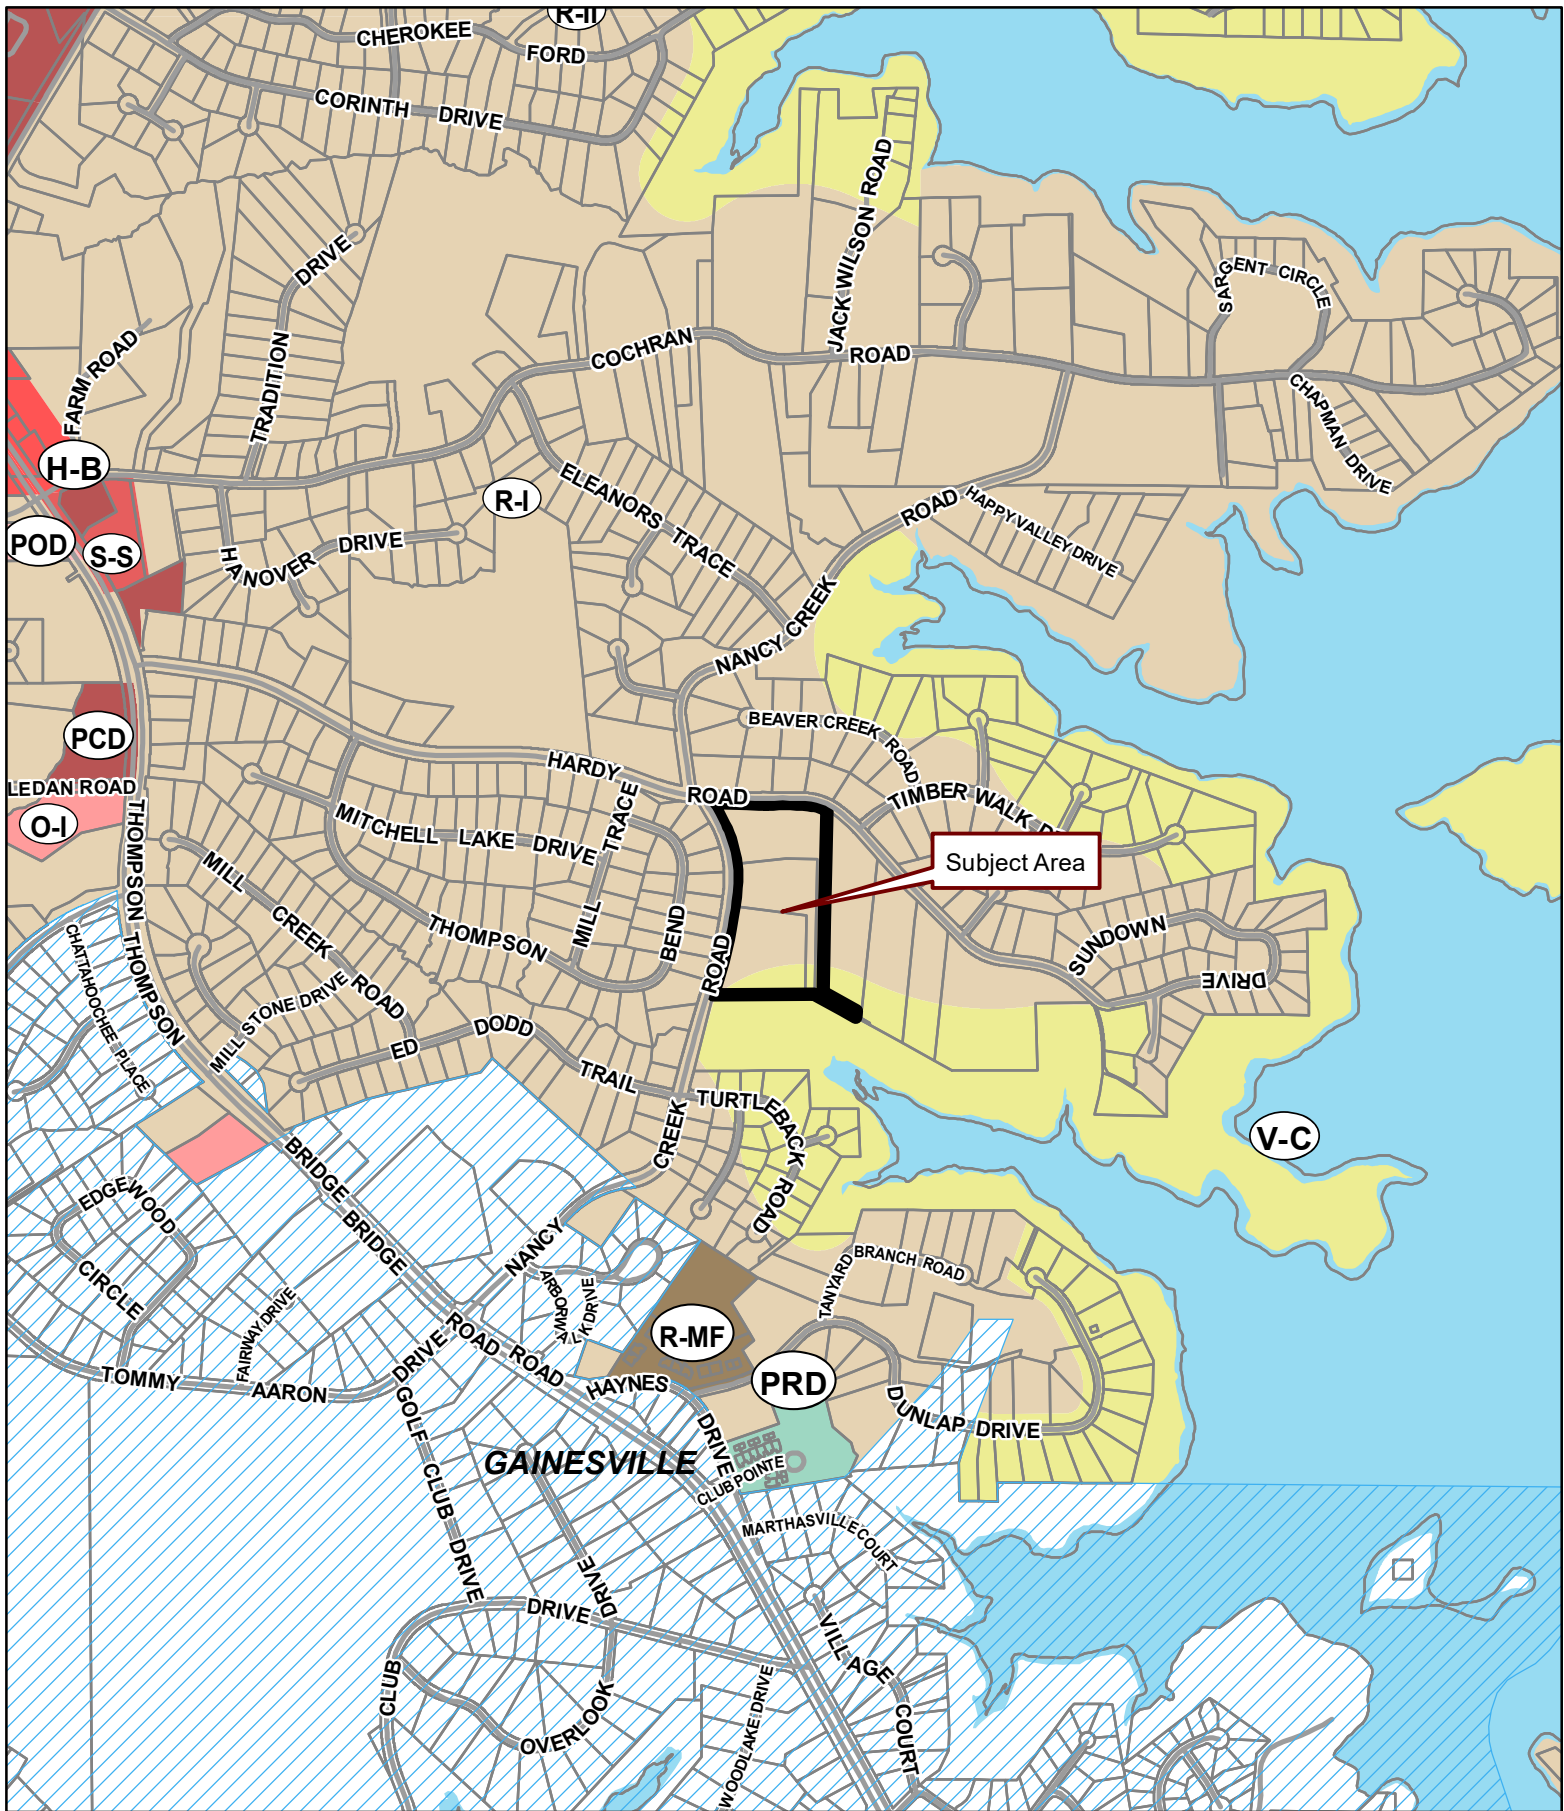 R-II
CHEROKEE
FORD
CORINTH DRIVE
JACK WILSON ROAD
DRIVE
TRADITION
SARGENT CIRCLE
FARM ROAD
COCHRAN
ROAD
CHAPMAN DRIVE
H-B
R-I
ELEANORS TRACE
ROAD
HAPPY VALLEY DRIVE
POD
S-S
HANOVER DRIVE
NANCY CREEK
PCD
BEAVER CREEK ROAD
HARDY
ROAD
LEDAN ROAD
O-I
TIMBER WALK D
MITCHELL LAKE DRIVE
MILL TRACE
Subject Area
THOMPSON
MILL
CREEK
ROAD
THOMPSON
BEND
ROAD
SUNDOWN
DRIVE
CHATTAHOOCHEE PLACE
THOMPSON
MILL STONE DRIVE
ED
DODD
TRAIL
TURTLEBACK ROAD
CREEK
V-C
BRIDGE
BRIDGE
EDGEWOOD
CIRCLE
NANCY
ARBORWALK DRIVE
TANYARD
BRANCH ROAD
FAIRWAY DRIVE
R-MF
ROAD
ROAD
PRD
TOMMY
AARON
DRIVE
HAYNES
DRIVE
DUNLAP DRIVE
GOLF
CLUB
DRIVE
GAINESVILLE
CLUB POINTE
MARTHASVILLE COURT
DRIVE
DRIVE
VILLAGE
COURT
CLUB
OVERLOOK
WOODLAKE DRIVE